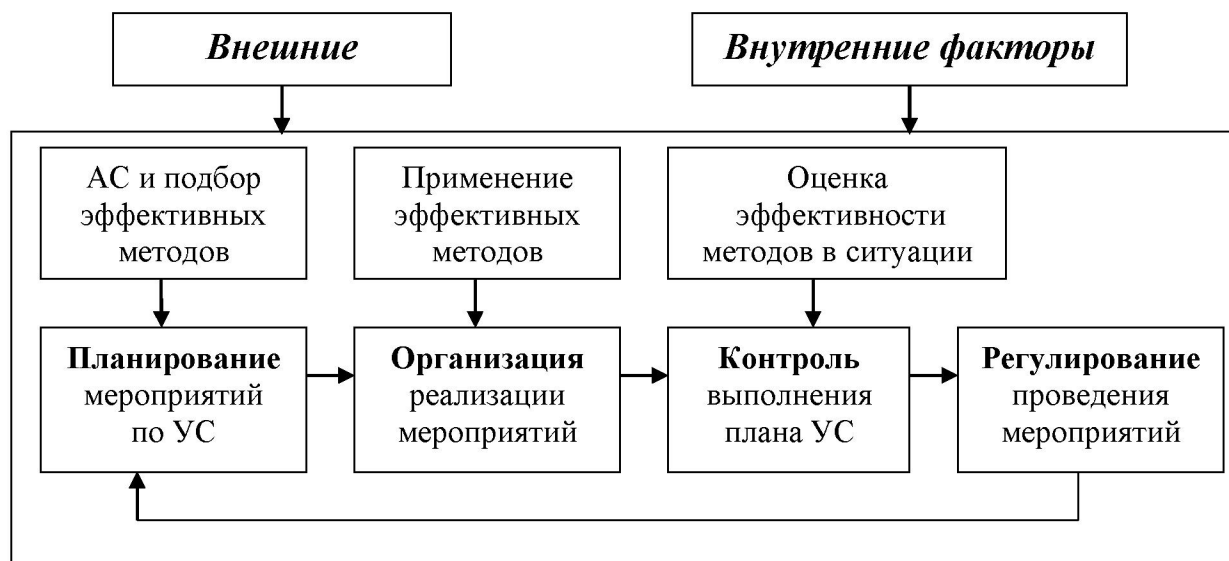 Внешние
Внутренние факторы
АС и подбор
эффективных
методов
Применение
эффективных
методов
Оценка
эффективности
методов в ситуации
Планирование
мероприятий
по УС
Организация
реализации
мероприятий
Контроль
выполнения
плана УС
Регулирование
проведения
мероприятий